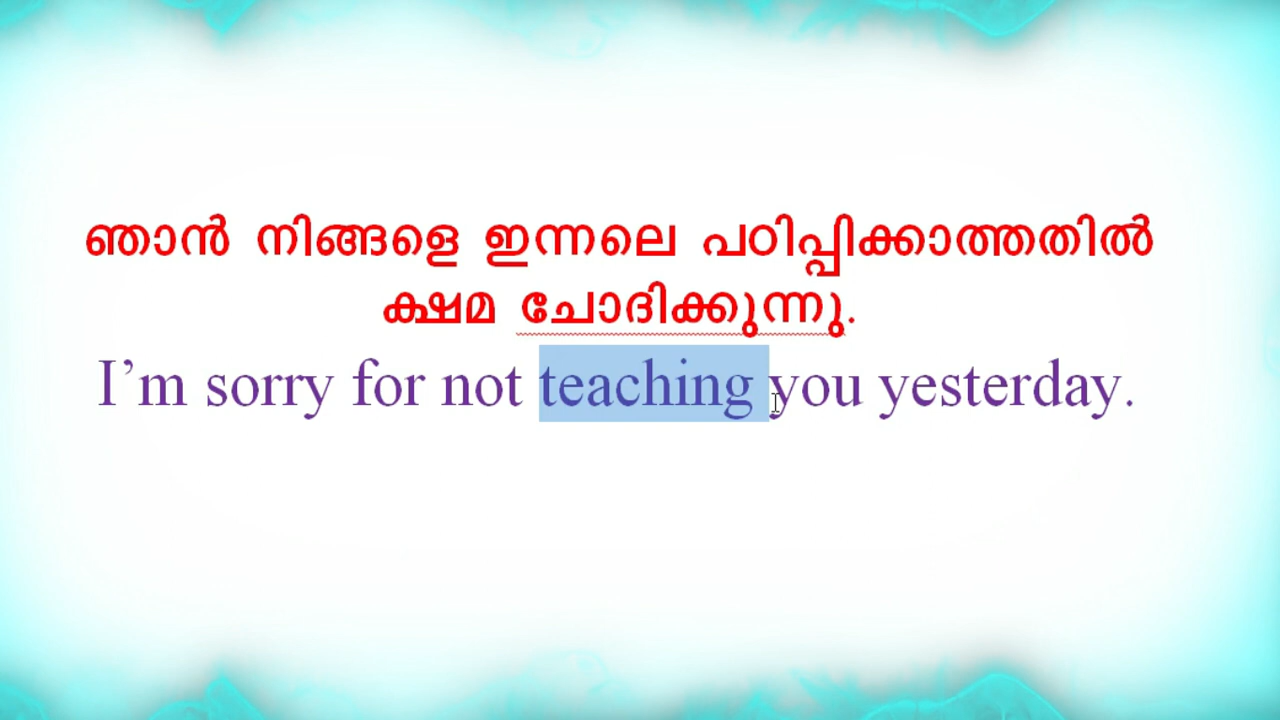 ഞാൻ നിങ്ങളെ ഇന്നലെ പഠിപ്പിക്കാത്തതിൽ
ക്ഷമ ചോദിക്കുന്നു.
I’m sorry for not teaching you yesterday.